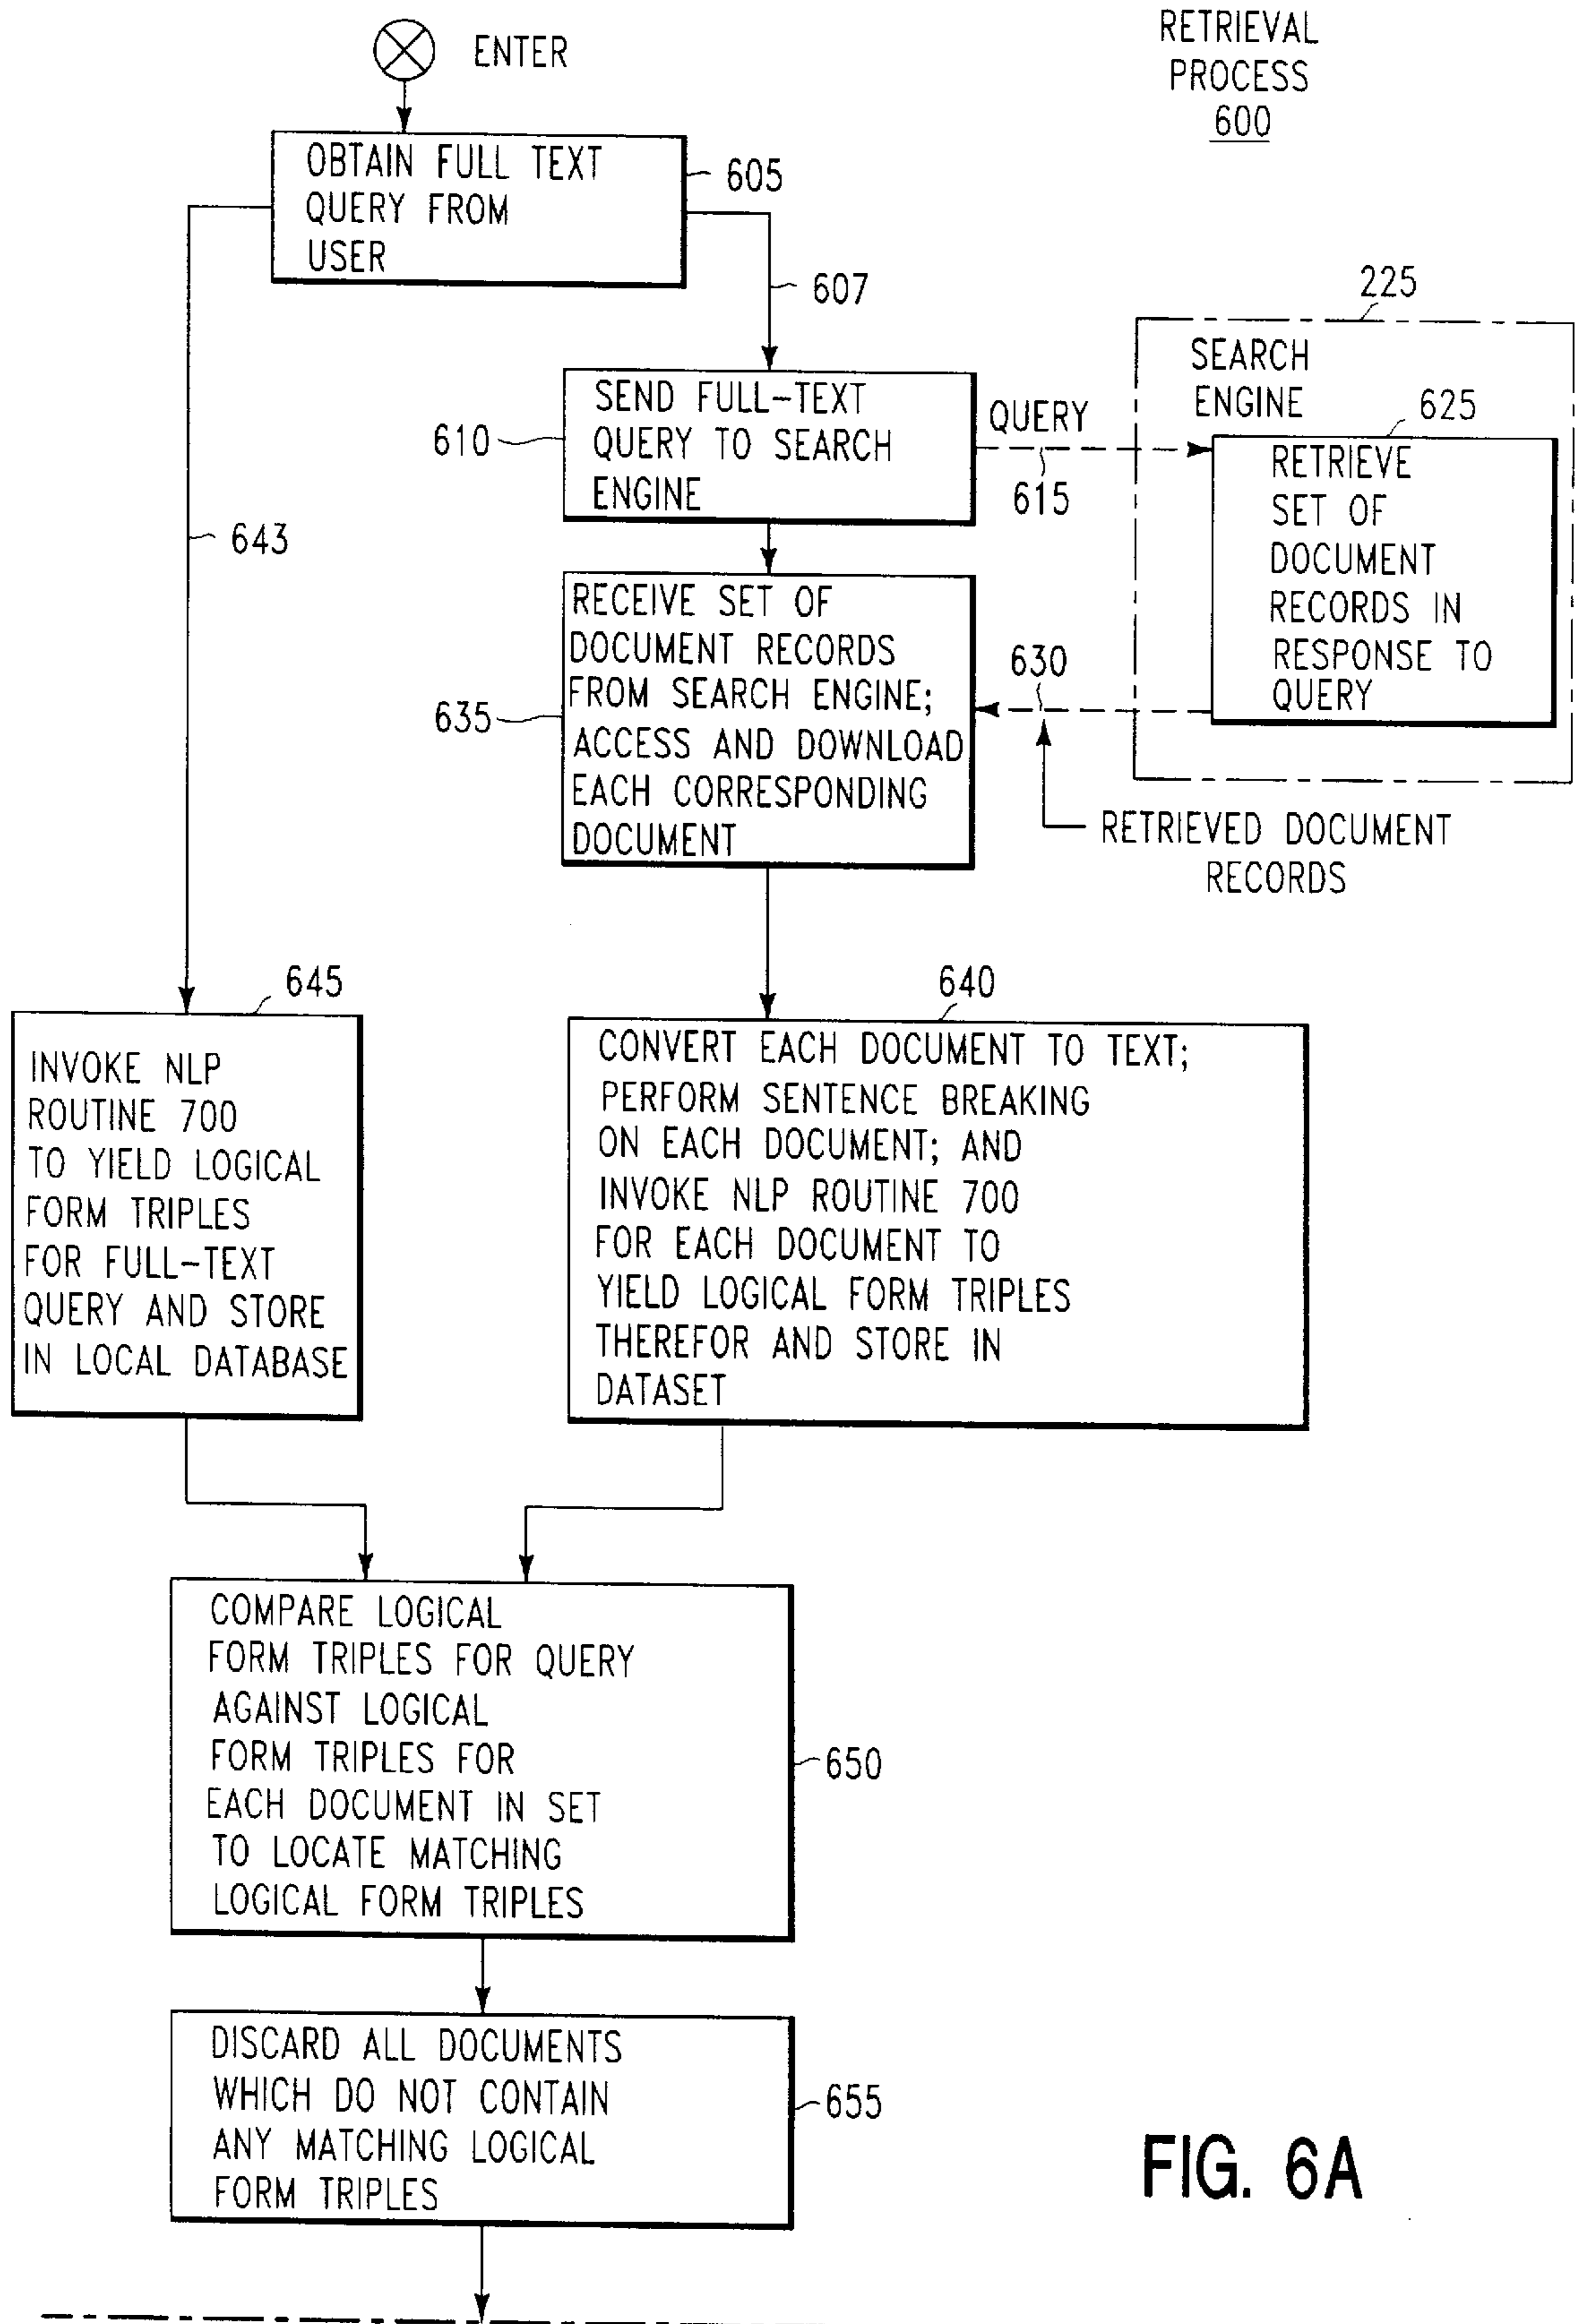 RETRIEVAL
PROCESS
600
ENTER
OBTAIN FULL TEXT
QUERY FROM
USER
605
607
643
225
SEARCH
ENGINE
SEND FULL-TEXT
QUERY TO SEARCH
ENGINE
610
QUERY
615
625
RETRIEVE
SET OF
DOCUMENT
RECORDS IN
RESPONSE TO
QUERY
RECEIVE SET OF
DOCUMENT RECORDS
FROM SEARCH ENGINE;
ACCESS AND DOWNLOAD
EACH CORRESPONDING
DOCUMENT
635
630
RETRIEVED DOCUMENT
RECORDS
645
INVOKE NLP
ROUTINE 700
TO YIELD LOGICAL
FORM TRIPLES
FOR FULL-TEXT
QUERY AND STORE
IN LOCAL DATABASE
640
CONVERT EACH DOCUMENT TO TEXT;
PERFORM SENTENCE BREAKING
ON EACH DOCUMENT; AND
INVOKE NLP ROUTINE 700
FOR EACH DOCUMENT TO
YIELD LOGICAL FORM TRIPLES
THEREFOR AND STORE IN
DATASET
COMPARE LOGICAL
FORM TRIPLES FOR QUERY
AGAINST LOGICAL
FORM TRIPLES FOR
EACH DOCUMENT IN SET
TO LOCATE MATCHING
LOGICAL FORM TRIPLES
650
DISCARD ALL DOCUMENTS
WHICH DO NOT CONTAIN
ANY MATCHING LOGICAL
FORM TRIPLES
655
FIG. 6A